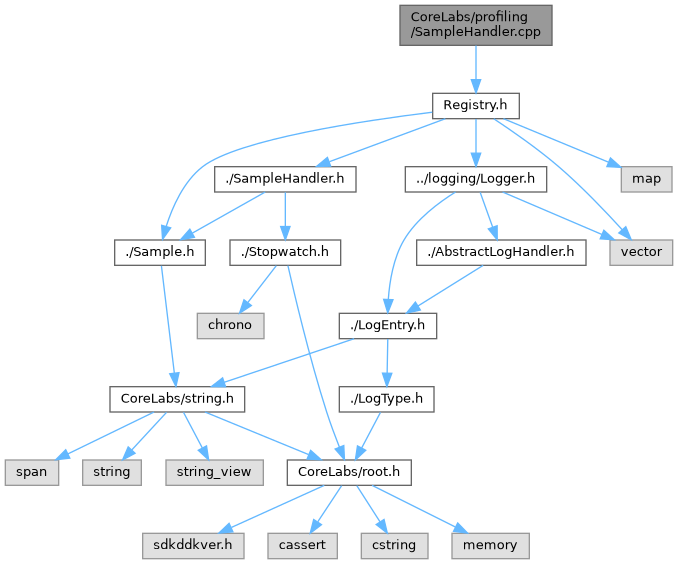 CoreLabs/profiling
/SampleHandler.cpp
Registry.h
./SampleHandler.h
../logging/Logger.h
map
./Sample.h
./Stopwatch.h
./AbstractLogHandler.h
vector
chrono
./LogEntry.h
CoreLabs/string.h
./LogType.h
span
string
string_view
CoreLabs/root.h
sdkddkver.h
cassert
cstring
memory